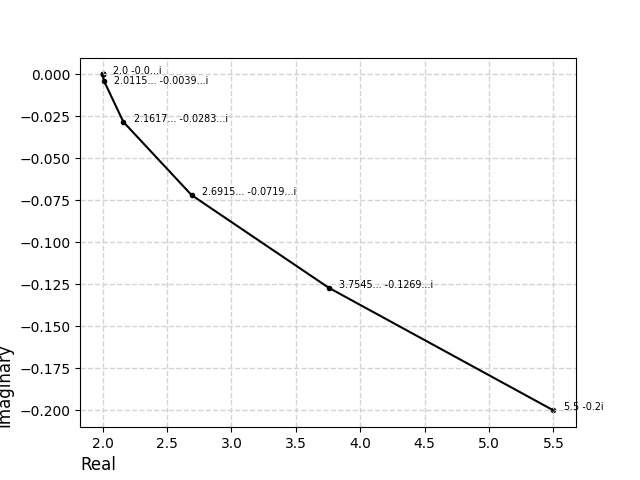 0.000
−0.025
−0.050
−0.075
−0.100
−0.125
−0.150
−0.175
−0.200
Imaginary
2.0 -0.0...i
2.0115... -0.0039...i
2.1617... -0.0283...i
2.6915... -0.0719...i
3.7545... -0.1269...i
5.5 -0.2i
2.0 2.5 3.0 3.5 4.0 4.5 5.0 5.5
Real